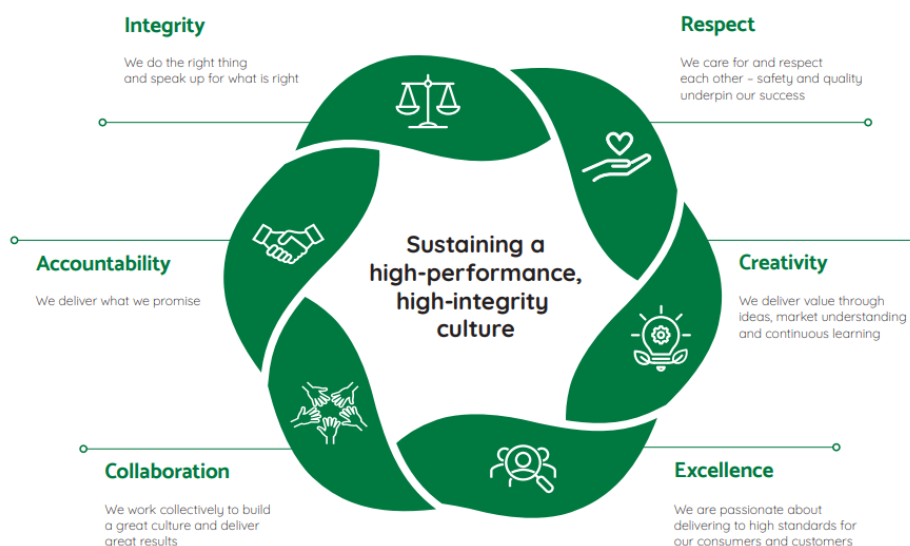 Integrity
We do the right thing
and speak up for what is right
Respect
We care for and respect
each other – safety and quality
underpin our success
Accountability
We deliver what we promise
Sustaining a
high-performance,
high-integrity
culture
Creativity
We deliver value through
ideas, market understanding
and continuous learning
Collaboration
We work collectively to build
a great culture and deliver
great results
Excellence
We are passionate about
delivering to high standards for
our consumers and customers